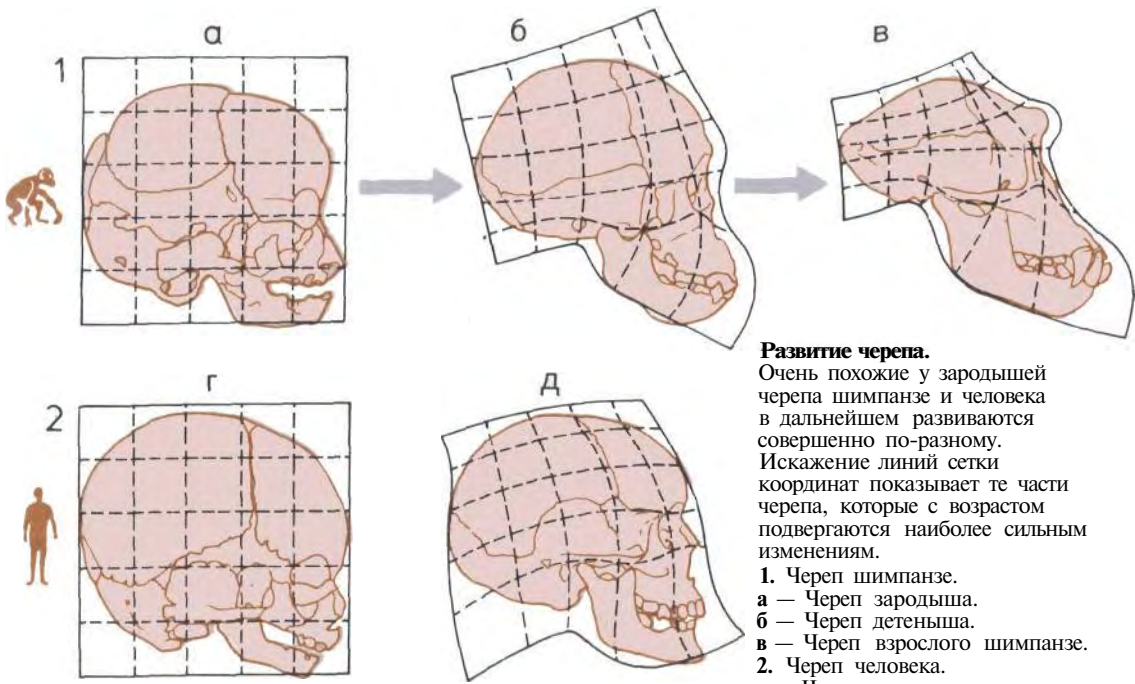 а
б
в
1
г
д
2
Развитие черепа.
Очень похожие у зародышей
черепа шимпанзе и человека
в дальнейшем развиваются
совершенно по-разному.
Искажение линий сетки
координат показывает те части
черепа, которые с возрастом
подвергаются наиболее сильным
изменениям.
1. Череп шимпанзе.
а — Череп зародыша.
б — Череп детеныша.
в — Череп взрослого шимпанзе.
2. Череп человека.